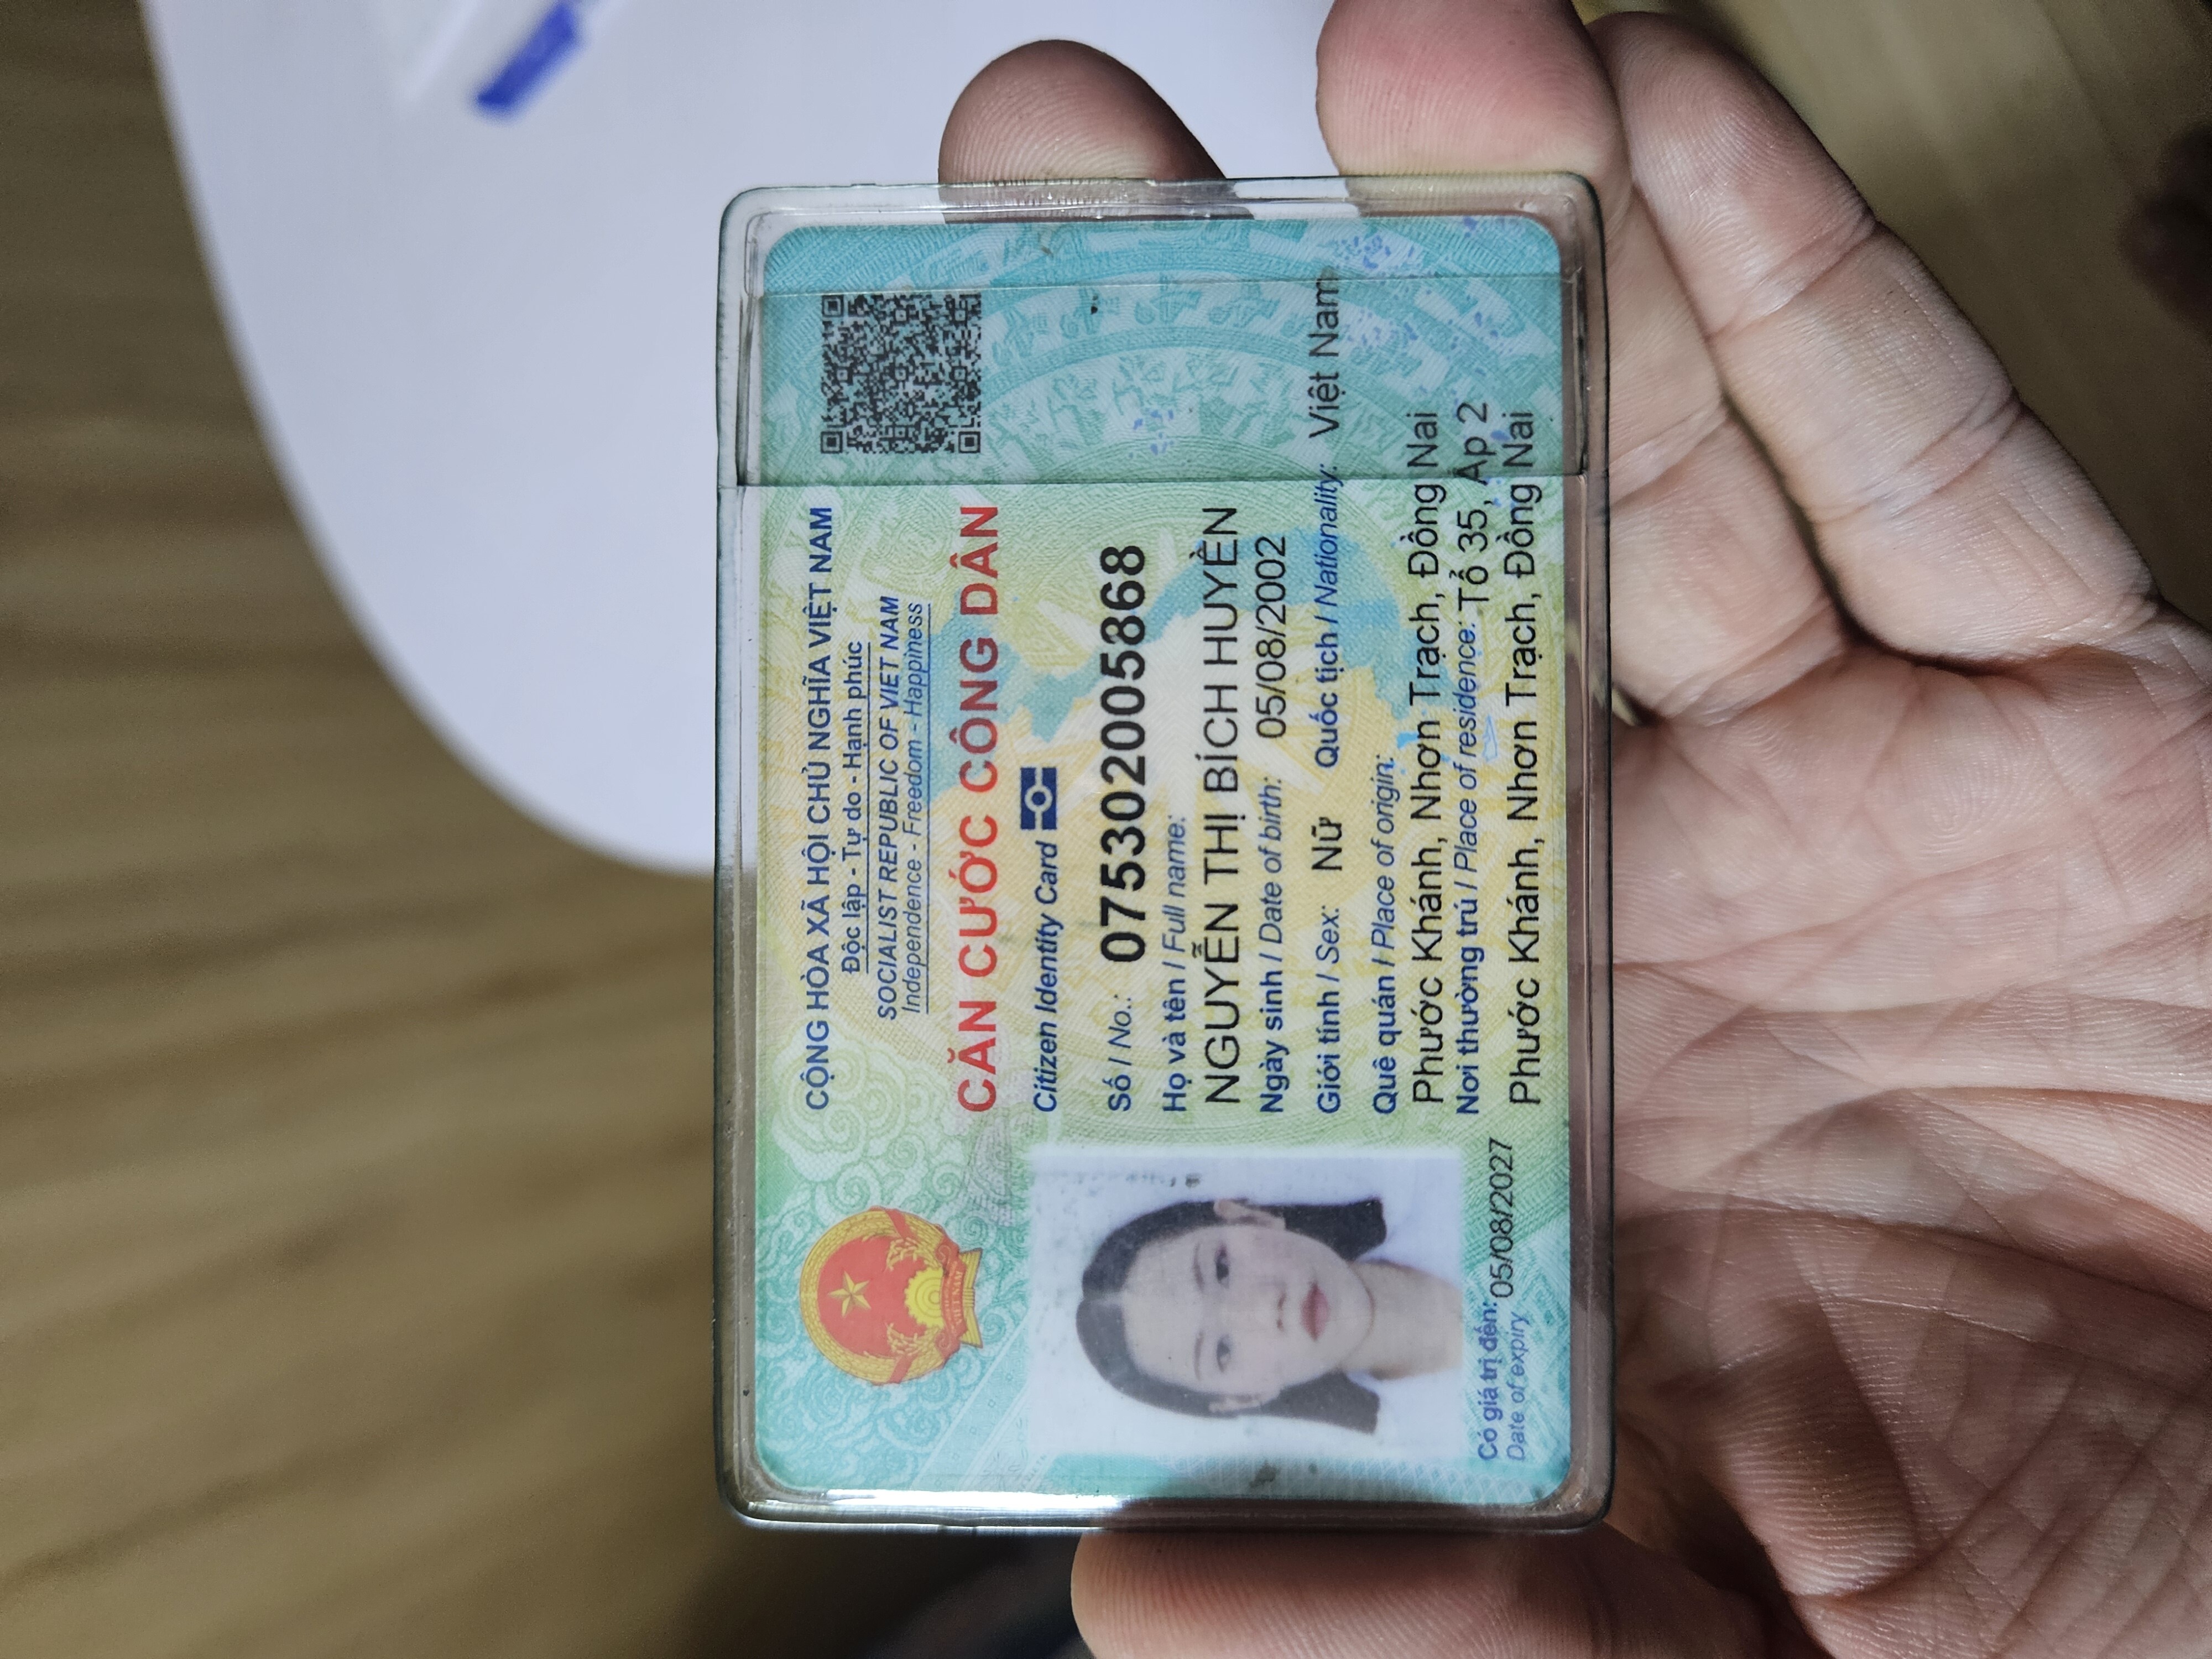 CỘNG HÒA XÃ HỘI CHỦ NGHĨA VIỆT NAM
Độc lập - Tự do - Hạnh phúc
SOCIALIST REPUBLIC OF VIET NAM
Independence - Freedom - Happiness
CĂN CƯỚC CÔNG DÂN
Citizen Identity Card
Số / No.: 075302005868
Họ và tên / Full name:
NGUYỄN THỊ BÍCH HUYỀN
Ngày sinh / Date of birth: 05/08/2002
Giới tính / Sex: Nữ Quốc tịch / Nationality: Việt Nam
Quê quán / Place of origin:
Phước Khánh, Nhơn Trạch, Đồng Nai
Nơi thường trú / Place of residence: Tổ 35, Ấp 2
Phước Khánh, Nhơn Trạch, Đồng Nai
Có giá trị đến: 05/08/2027
Date of expiry